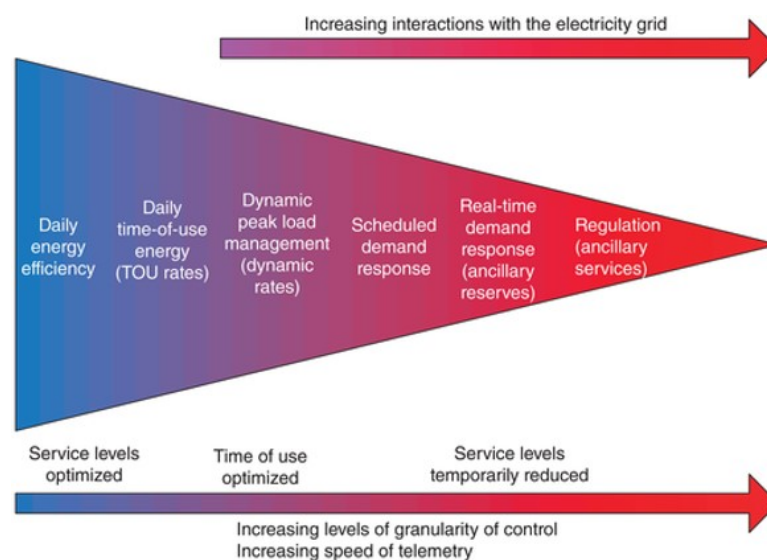 Increasing interactions with the electricity grid
Daily
energy
efficiency
Daily
time-of-use
energy
(TOU rates)
Dynamic
peak load
management
(dynamic
rates)
Scheduled
demand
response
Real-time
demand
response
(ancillary
reserves)
Regulation
(ancillary
services)
Service levels
optimized
Time of use
optimized
Service levels
temporarily reduced
Increasing levels of granularity of control
Increasing speed of telemetry